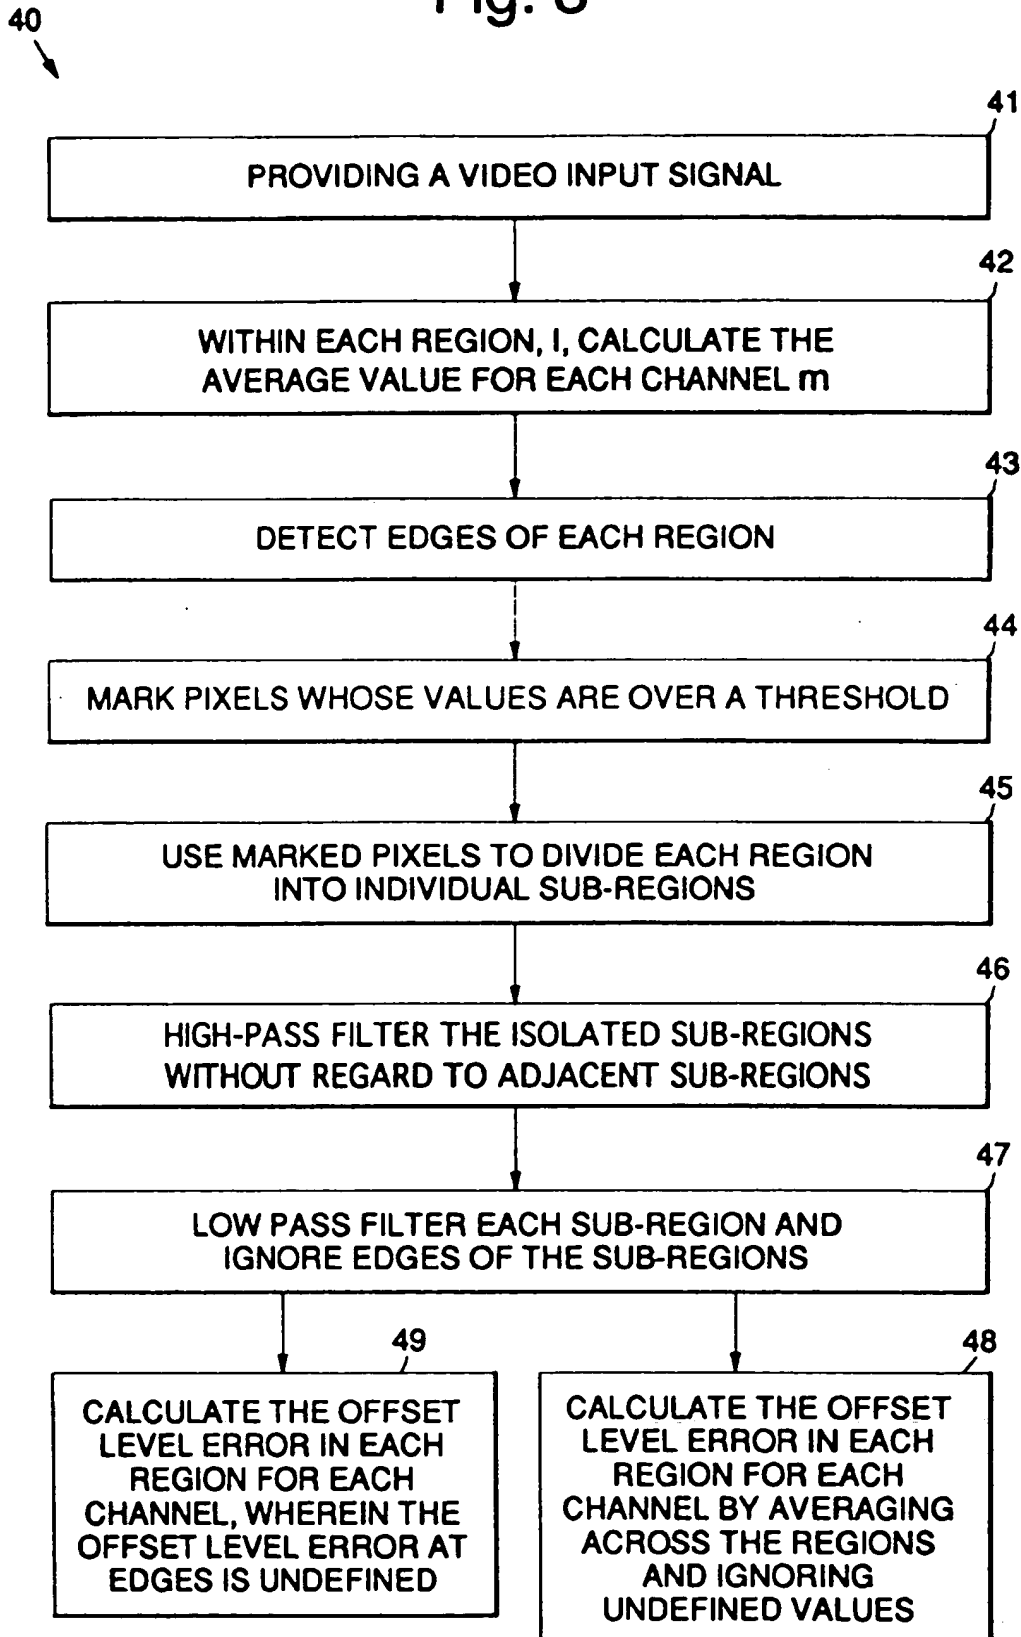 40
41
PROVIDING A VIDEO INPUT SIGNAL
42
WITHIN EACH REGION, I, CALCULATE THE
AVERAGE VALUE FOR EACH CHANNEL m
43
DETECT EDGES OF EACH REGION
44
MARK PIXELS WHOSE VALUES ARE OVER A THRESHOLD
45
USE MARKED PIXELS TO DIVIDE EACH REGION
INTO INDIVIDUAL SUB-REGIONS
46
HIGH-PASS FILTER THE ISOLATED SUB-REGIONS
WITHOUT REGARD TO ADJACENT SUB-REGIONS
47
LOW PASS FILTER EACH SUB-REGION AND
IGNORE EDGES OF THE SUB-REGIONS
49
CALCULATE THE OFFSET
LEVEL ERROR IN EACH
REGION FOR EACH
CHANNEL, WHEREIN THE
OFFSET LEVEL ERROR AT
EDGES IS UNDEFINED
48
CALCULATE THE OFFSET
LEVEL ERROR IN EACH
REGION FOR EACH
CHANNEL BY AVERAGING
ACROSS THE REGIONS
AND IGNORING
UNDEFINED VALUES